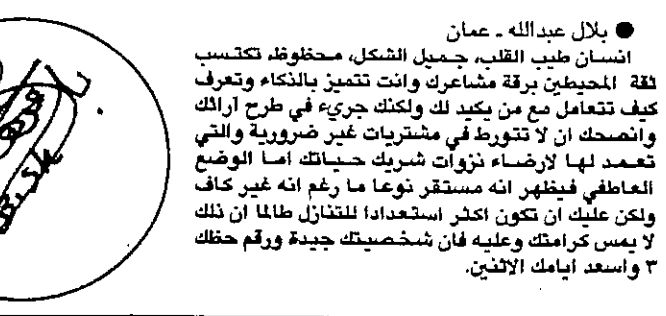 ● بلال عبدالله ـ عمان
انسان طيب القلب، جميل الشكل، محظوظ، تكتسب
ثقة المحيطين برقة مشاعرك وانت تتميز بالذكاء وتعرف
كيف تتعامل مع من يكيد لك ولكنك جريء في طرح آرائك
وانصحك ان لا تتورط في مشتريات غير ضرورية والتي
تعمد لها لارضاء نزوات شريك حياتك اما الوضع
العاطفي فيظهر انه مستقر نوعا ما رغم انه غير كاف
ولكن عليك ان تكون اكثر استعدادا للتنازل طالما ان ذلك
لا يمس كرامتك وعليه فان شخصيتك جيدة ورقم حظك
٣ واسعد ايامك الاثنين.